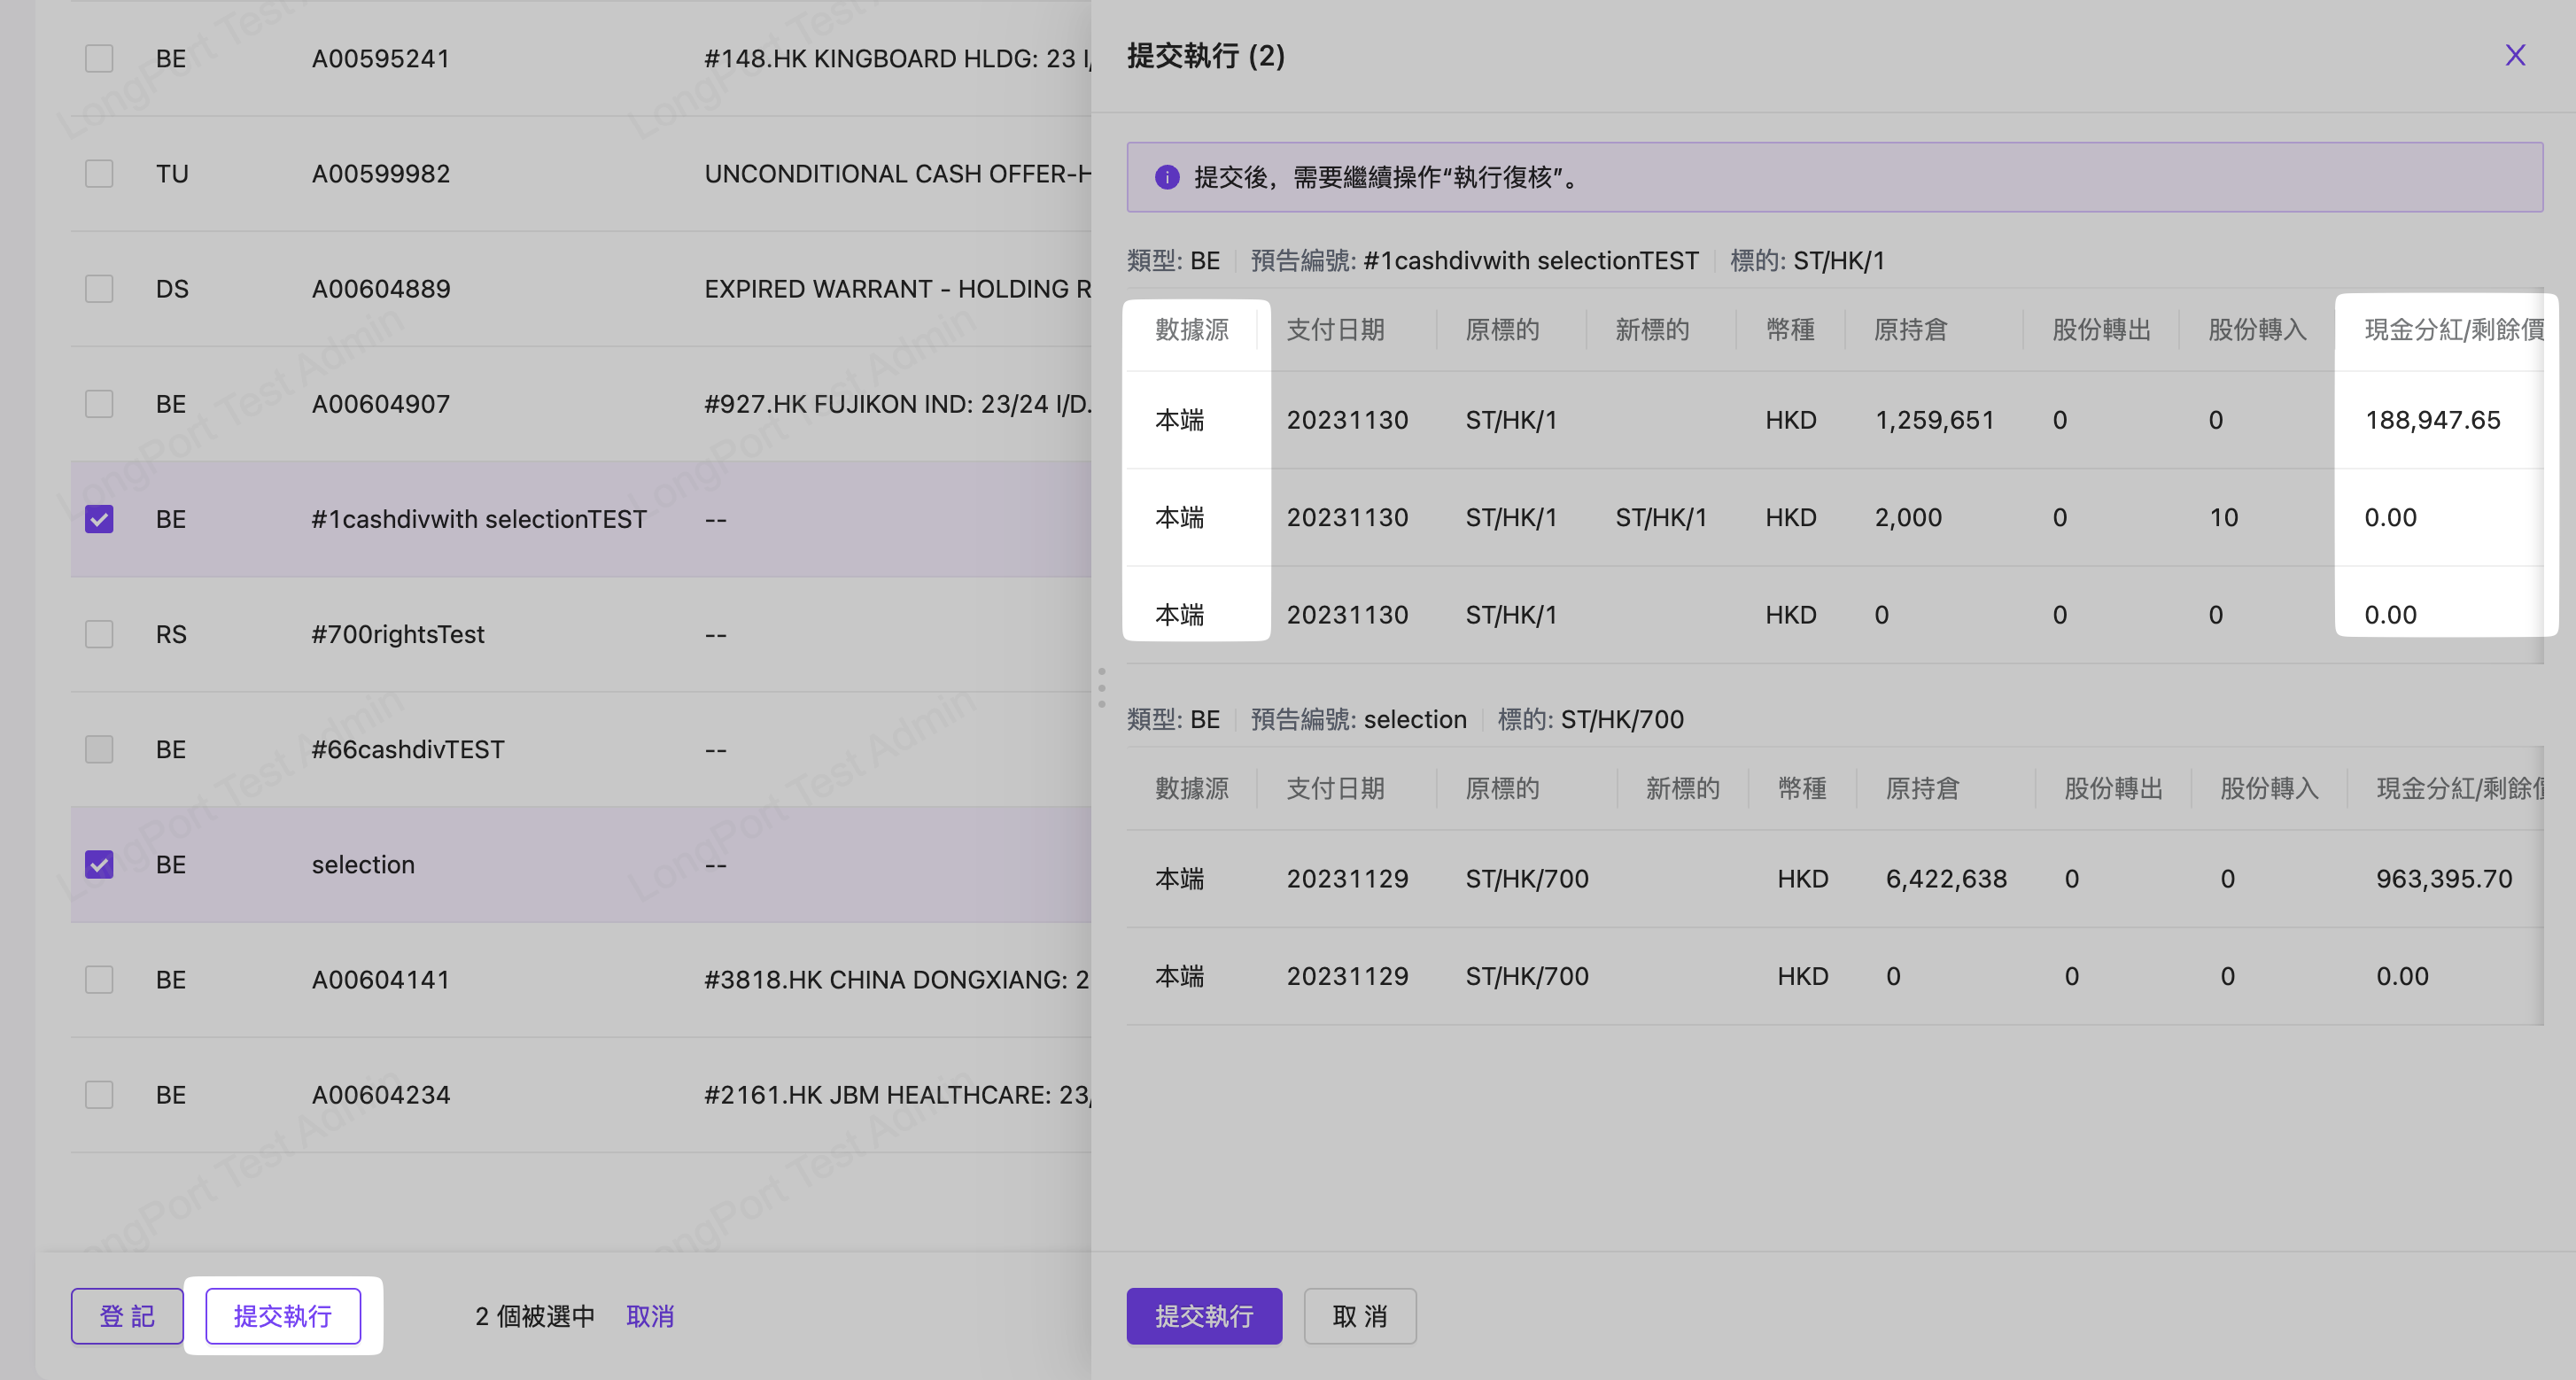 BE A00595241 #148.HK KINGBOARD HLDG: 23 I/
TU A00599982 UNCONDITIONAL CASH OFFER-H
DS A00604889 EXPIRED WARRANT - HOLDING R
BE A00604907 #927.HK FUJIKON IND: 23/24 I/D.
BE #1cashdivwith selectionTEST --
RS #700rightsTest --
BE #66cashdivTEST --
BE selection --
BE A00604141 #3818.HK CHINA DONGXIANG: 2
BE A00604234 #2161.HK JBM HEALTHCARE: 23/
登 記 提交執行 2 個被選中 取消
LongPort Test Admin
提交執行 (2)
提交後，需要繼續操作“執行復核”。
類型: BE 預告編號: #1cashdivwith selectionTEST 標的: ST/HK/1
數據源 支付日期 原標的 新標的 幣種 原持倉 股份轉出 股份轉入 現金分紅/剩餘價
本端 20231130 ST/HK/1 HKD 1,259,651 0 0 188,947.65
本端 20231130 ST/HK/1 ST/HK/1 HKD 2,000 0 10 0.00
本端 20231130 ST/HK/1 HKD 0 0 0 0.00
類型: BE 預告編號: selection 標的: ST/HK/700
數據源 支付日期 原標的 新標的 幣種 原持倉 股份轉出 股份轉入 現金分紅/剩餘價
本端 20231129 ST/HK/700 HKD 6,422,638 0 0 963,395.70
本端 20231129 ST/HK/700 HKD 0 0 0 0.00
提交執行 取 消